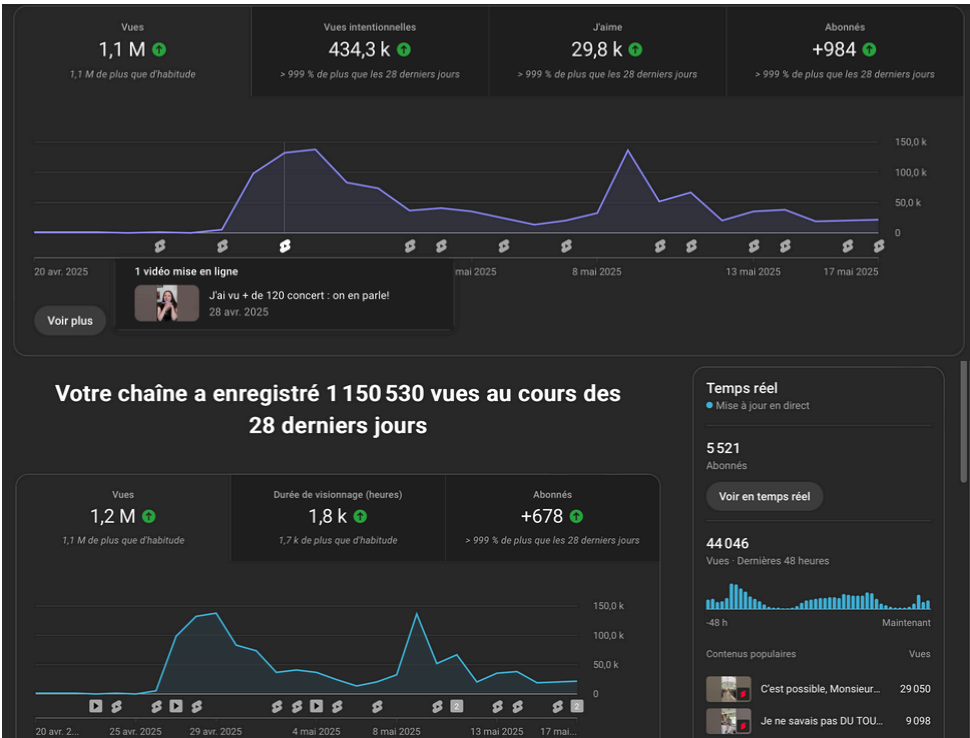 Vues
1,1 M
1,1 M de plus que d'habitude
Vues intentionnelles
434,3 k
> 999 % de plus que les 28 derniers jours
J'aime
29,8 k
> 999 % de plus que les 28 derniers jours
Abonnés
+984
> 999 % de plus que les 28 derniers jours
150,0 k
100,0 k
50,0 k
0
20 avr. 2025
mai 2025
8 mai 2025
13 mai 2025
17 mai 2025
1 vidéo mise en ligne
J'ai vu + de 120 concert : on en parle!
28 avr. 2025
Voir plus
Votre chaîne a enregistré 1 150 530 vues au cours des
28 derniers jours
Vues
1,2 M
1,1 M de plus que d'habitude
Durée de visionnage (heures)
1,8 k
1,7 k de plus que d'habitude
Abonnés
+678
> 999 % de plus que les 28 derniers jours
150,0 k
100,0 k
50,0 k
0
2
2
20 avr. 2...
25 avr. 2025
29 avr. 2025
4 mai 2025
8 mai 2025
13 mai 2025
17 mai...
Temps réel
Mise à jour en direct
5 521
Abonnés
Voir en temps réel
44 046
Vues · Dernières 48 heures
-48 h
Maintenant
Contenus populaires
Vues
C'est possible, Monsieur...
29 050
Je ne savais pas DU TOU...
9 098